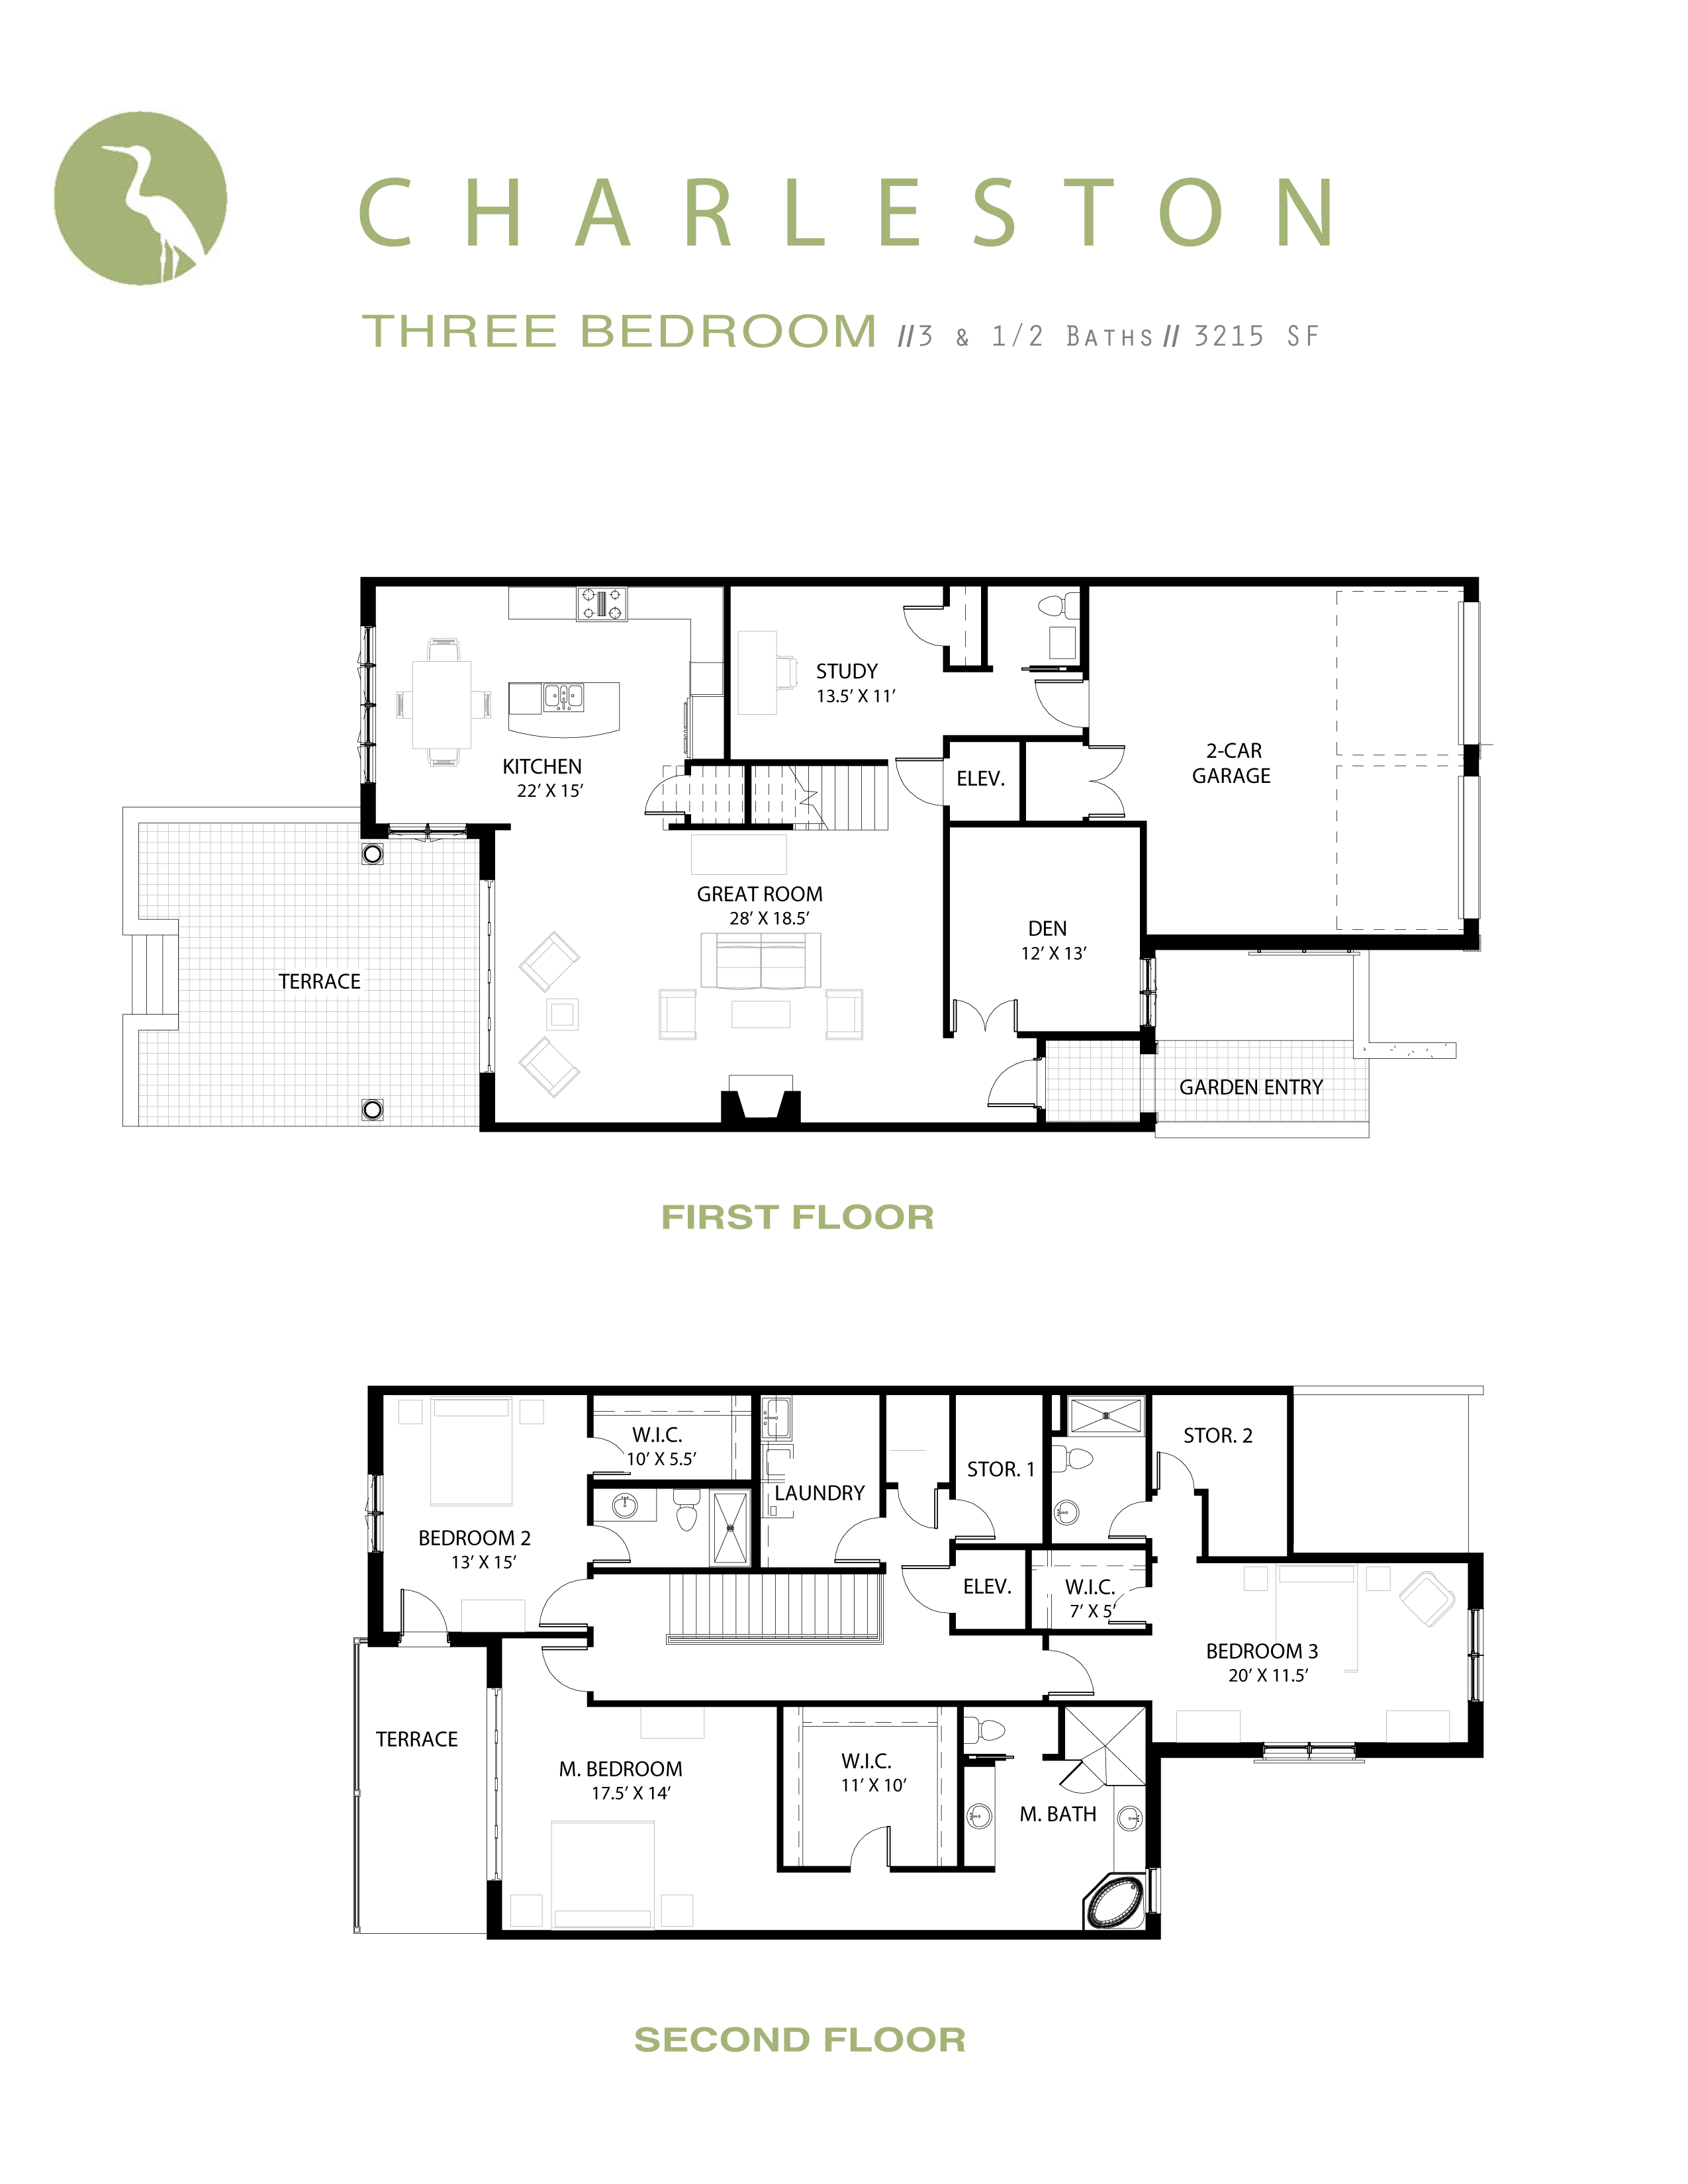 CHARLESTON
THREE BEDROOM //3 & 1/2 Baths// 3215 SF
STUDY
13.5’ X 11’
KITCHEN
22’ X 15’
ELEV.
2-CAR
GARAGE
GREAT ROOM
28’ X 18.5’
DEN
12’ X 13’
TERRACE
GARDEN ENTRY
FIRST FLOOR
W.I.C.
10’ X 5.5’
LAUNDRY
STOR. 1
STOR. 2
BEDROOM 2
13’ X 15’
ELEV.
W.I.C.
7’ X 5’
BEDROOM 3
20’ X 11.5’
TERRACE
M. BEDROOM
17.5’ X 14’
W.I.C.
11’ X 10’
M. BATH
SECOND FLOOR